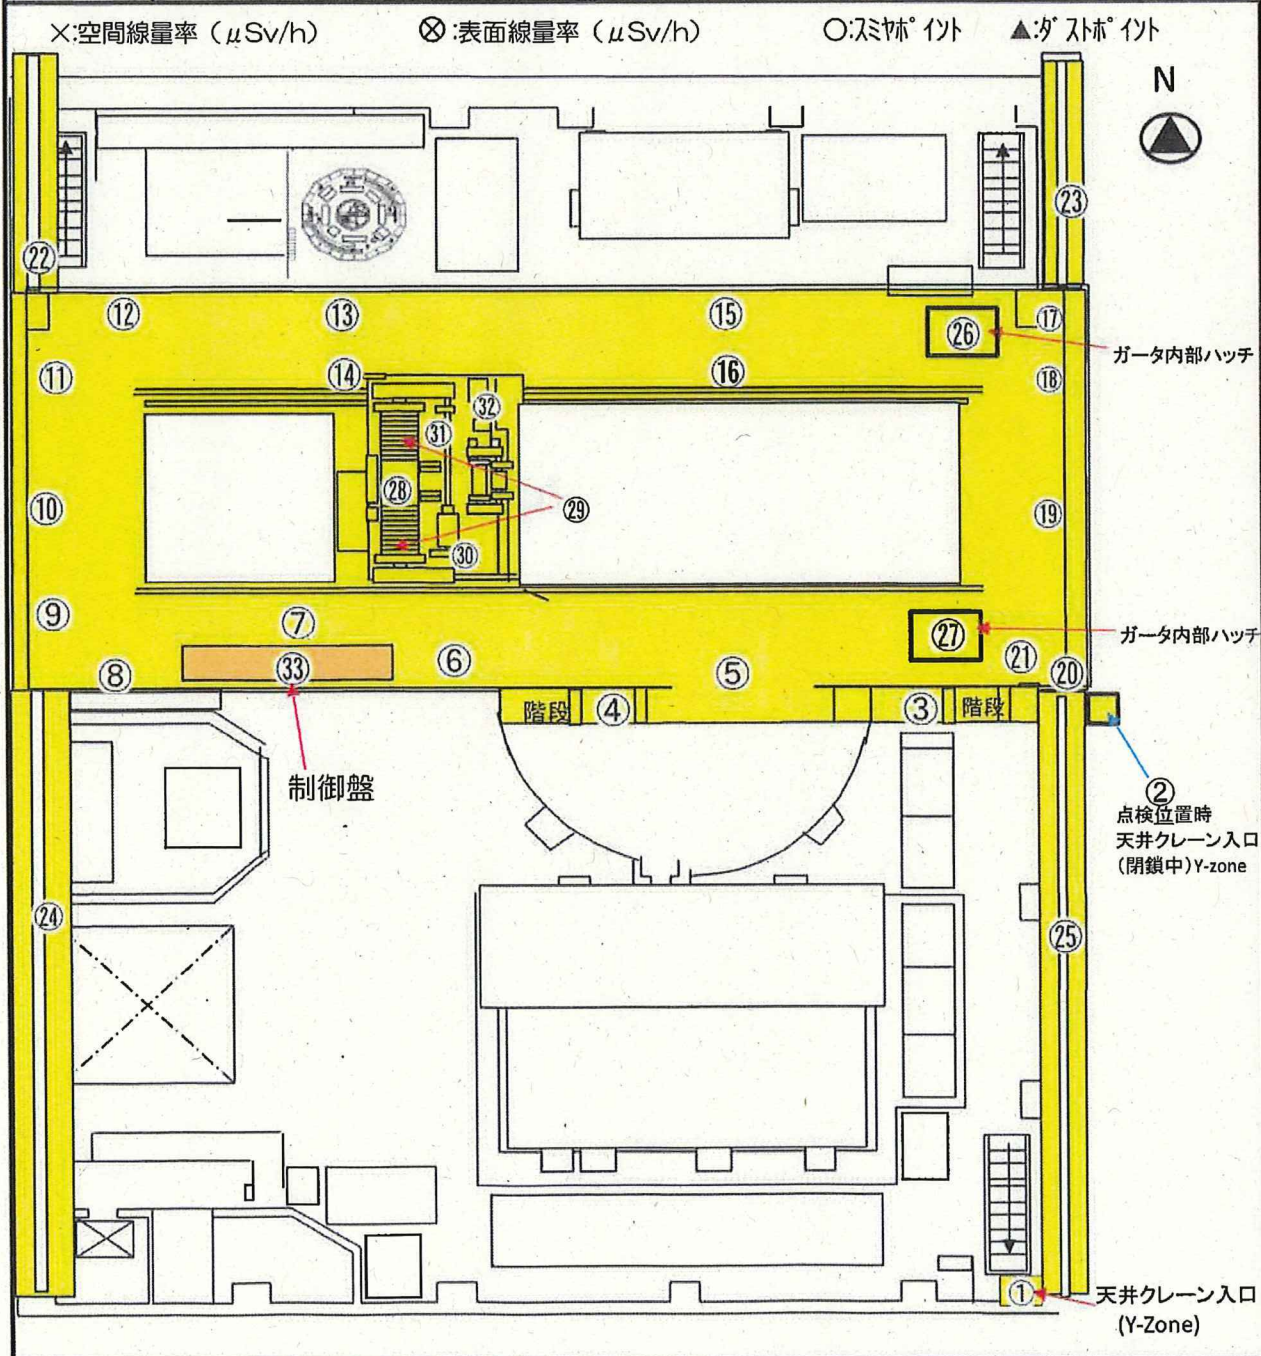 ×:空間線量率（μSv/h）
⊗:表面線量率（μSv/h）
○:スミヤポイント
▲:ダストポイント
N
㉓
㉒
⑫
⑬
⑮
㉖
⑰
ガータ内部ハッチ
⑪
⑭
⑯
⑱
㉜
㉛
㉘
㉙
⑩
⑲
㉚
⑨
⑦
㉗
ガータ内部ハッチ
⑧
㉝
⑥
⑤
㉑
⑳
階段
④
③
階段
制御盤
②
点検位置時
天井クレーン入口
(閉鎖中)Y-zone
㉔
㉕
①
天井クレーン入口
(Y-Zone)